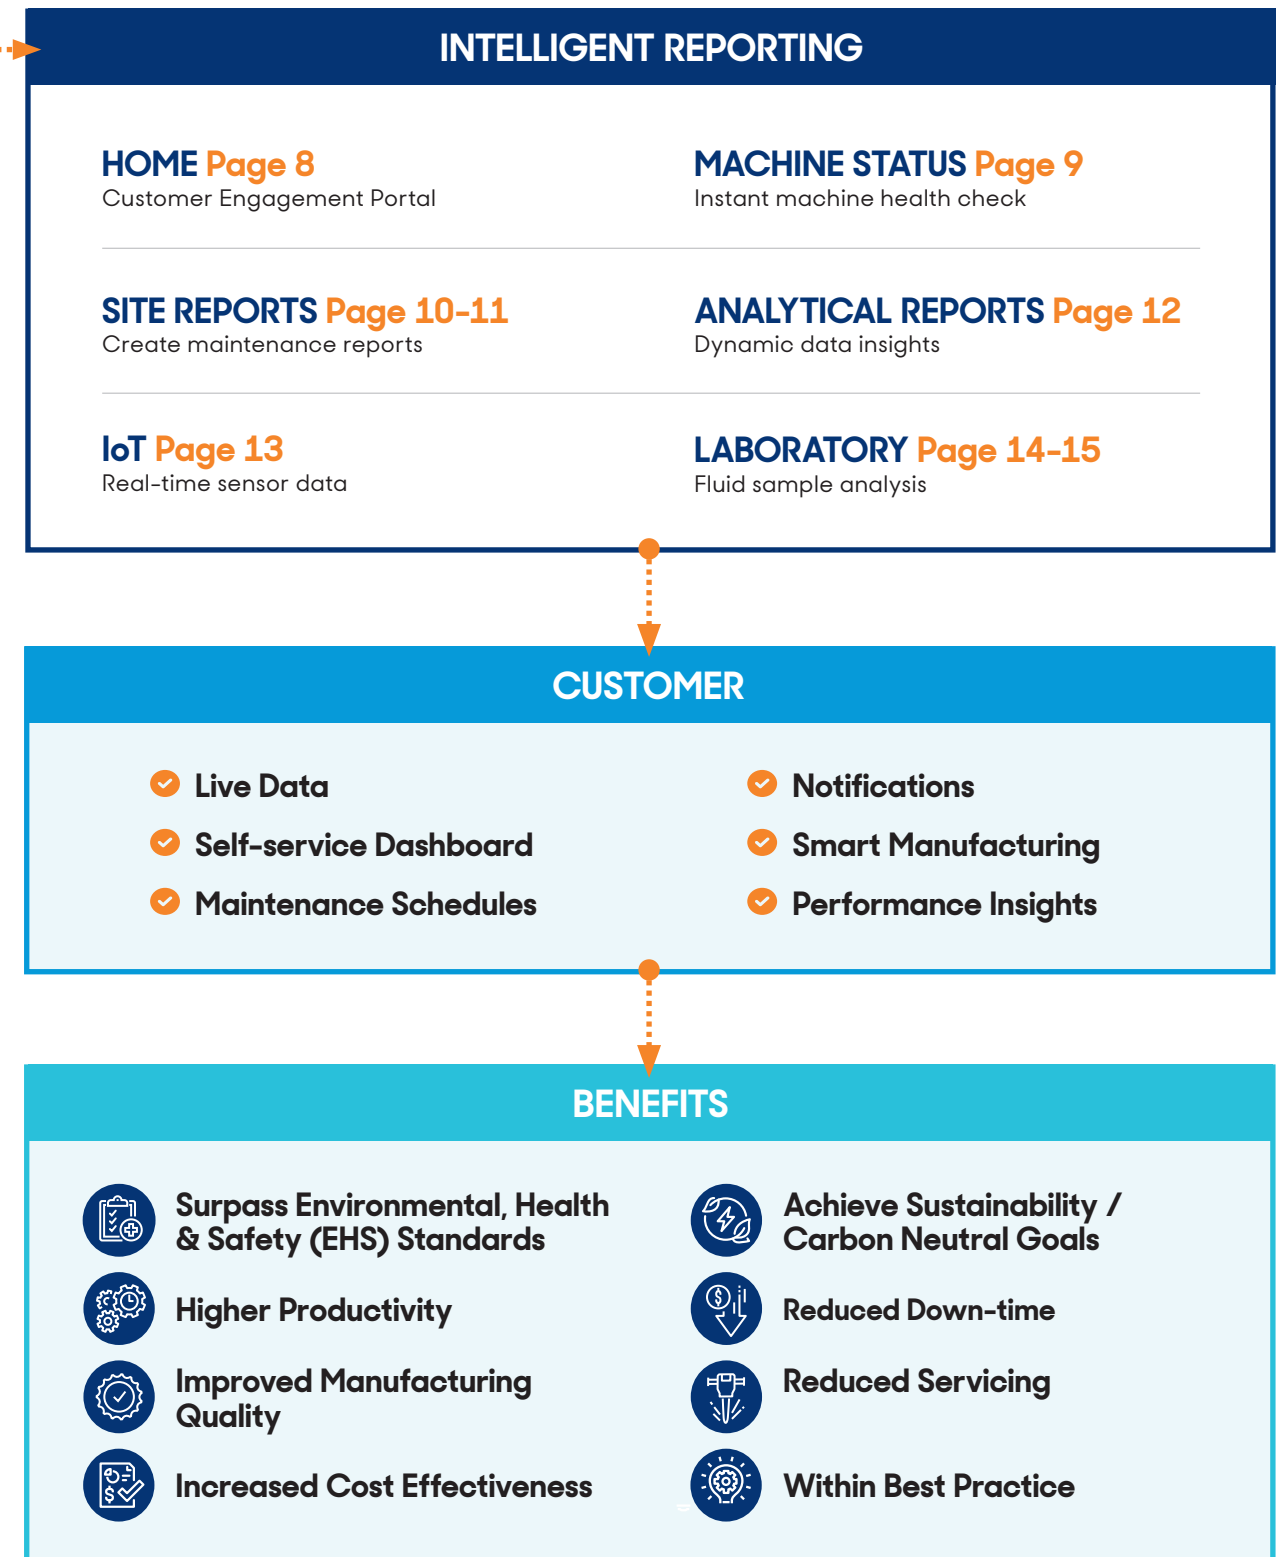 INTELLIGENT REPORTING
HOME Page 8
Customer Engagement Portal
MACHINE STATUS Page 9
Instant machine health check
SITE REPORTS Page 10-11
Create maintenance reports
ANALYTICAL REPORTS Page 12
Dynamic data insights
IoT Page 13
Real-time sensor data
LABORATORY Page 14-15
Fluid sample analysis
CUSTOMER
Live Data
Self-service Dashboard
Maintenance Schedules
Notifications
Smart Manufacturing
Performance Insights
BENEFITS
Surpass Environmental, Health
& Safety (EHS) Standards
Higher Productivity
Improved Manufacturing
Quality
Increased Cost Effectiveness
Achieve Sustainability /
Carbon Neutral Goals
Reduced Down-time
Reduced Servicing
Within Best Practice